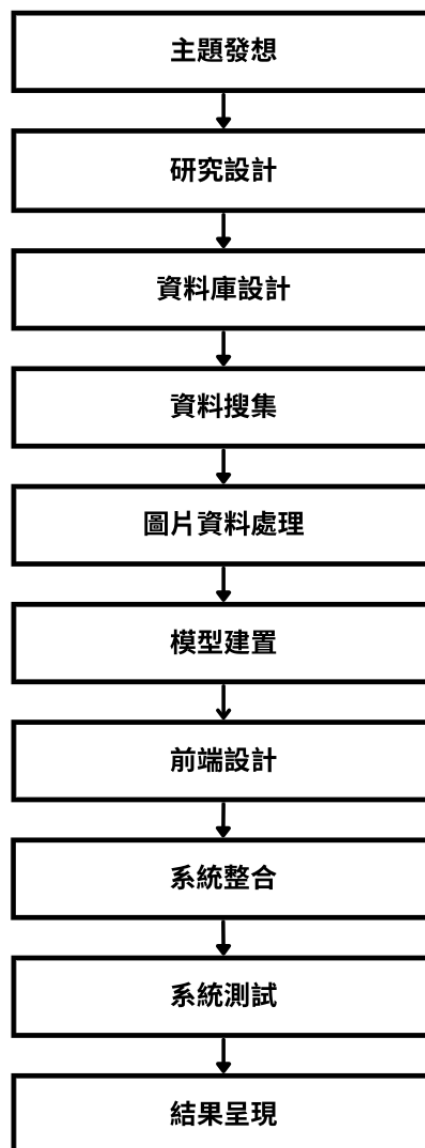 主題發想
研究設計
資料庫設計
資料搜集
圖片資料處理
模型建置
前端設計
系統整合
系統測試
結果呈現